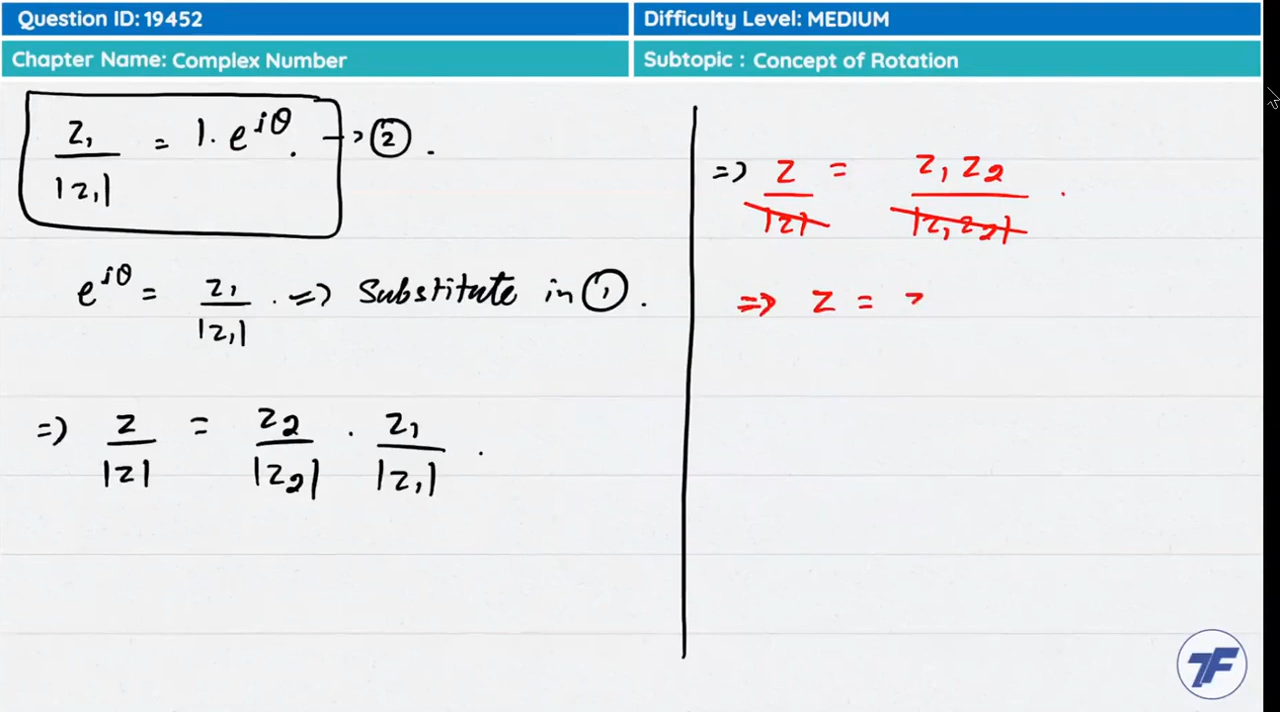 Question ID: 19452
Difficulty Level: MEDIUM
Chapter Name: Complex Number
Subtopic : Concept of Rotation
z₁/|z₁| = 1. e^{iθ}. → ②.
e^{iθ} = z₁/|z₁| . => Substitute in ①.
=> z/|z| = z₂/|z₂| . z₁/|z₁| .
=> z/|z| = z₁z₂/|z₁z₂| .
=> z =
TF